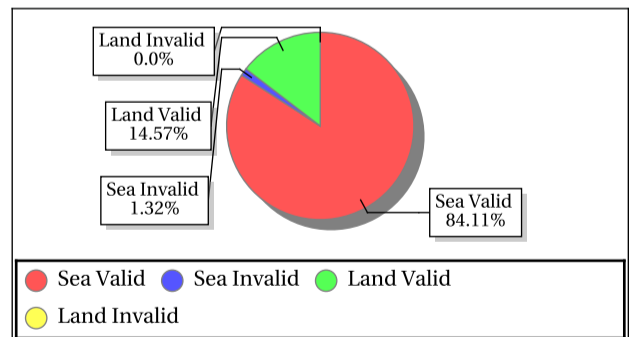 Land Invalid
0.0%
Land Valid
14.57%
Sea Invalid
1.32%
Sea Valid
84.11%
Sea Valid Sea Invalid Land Valid
Land Invalid